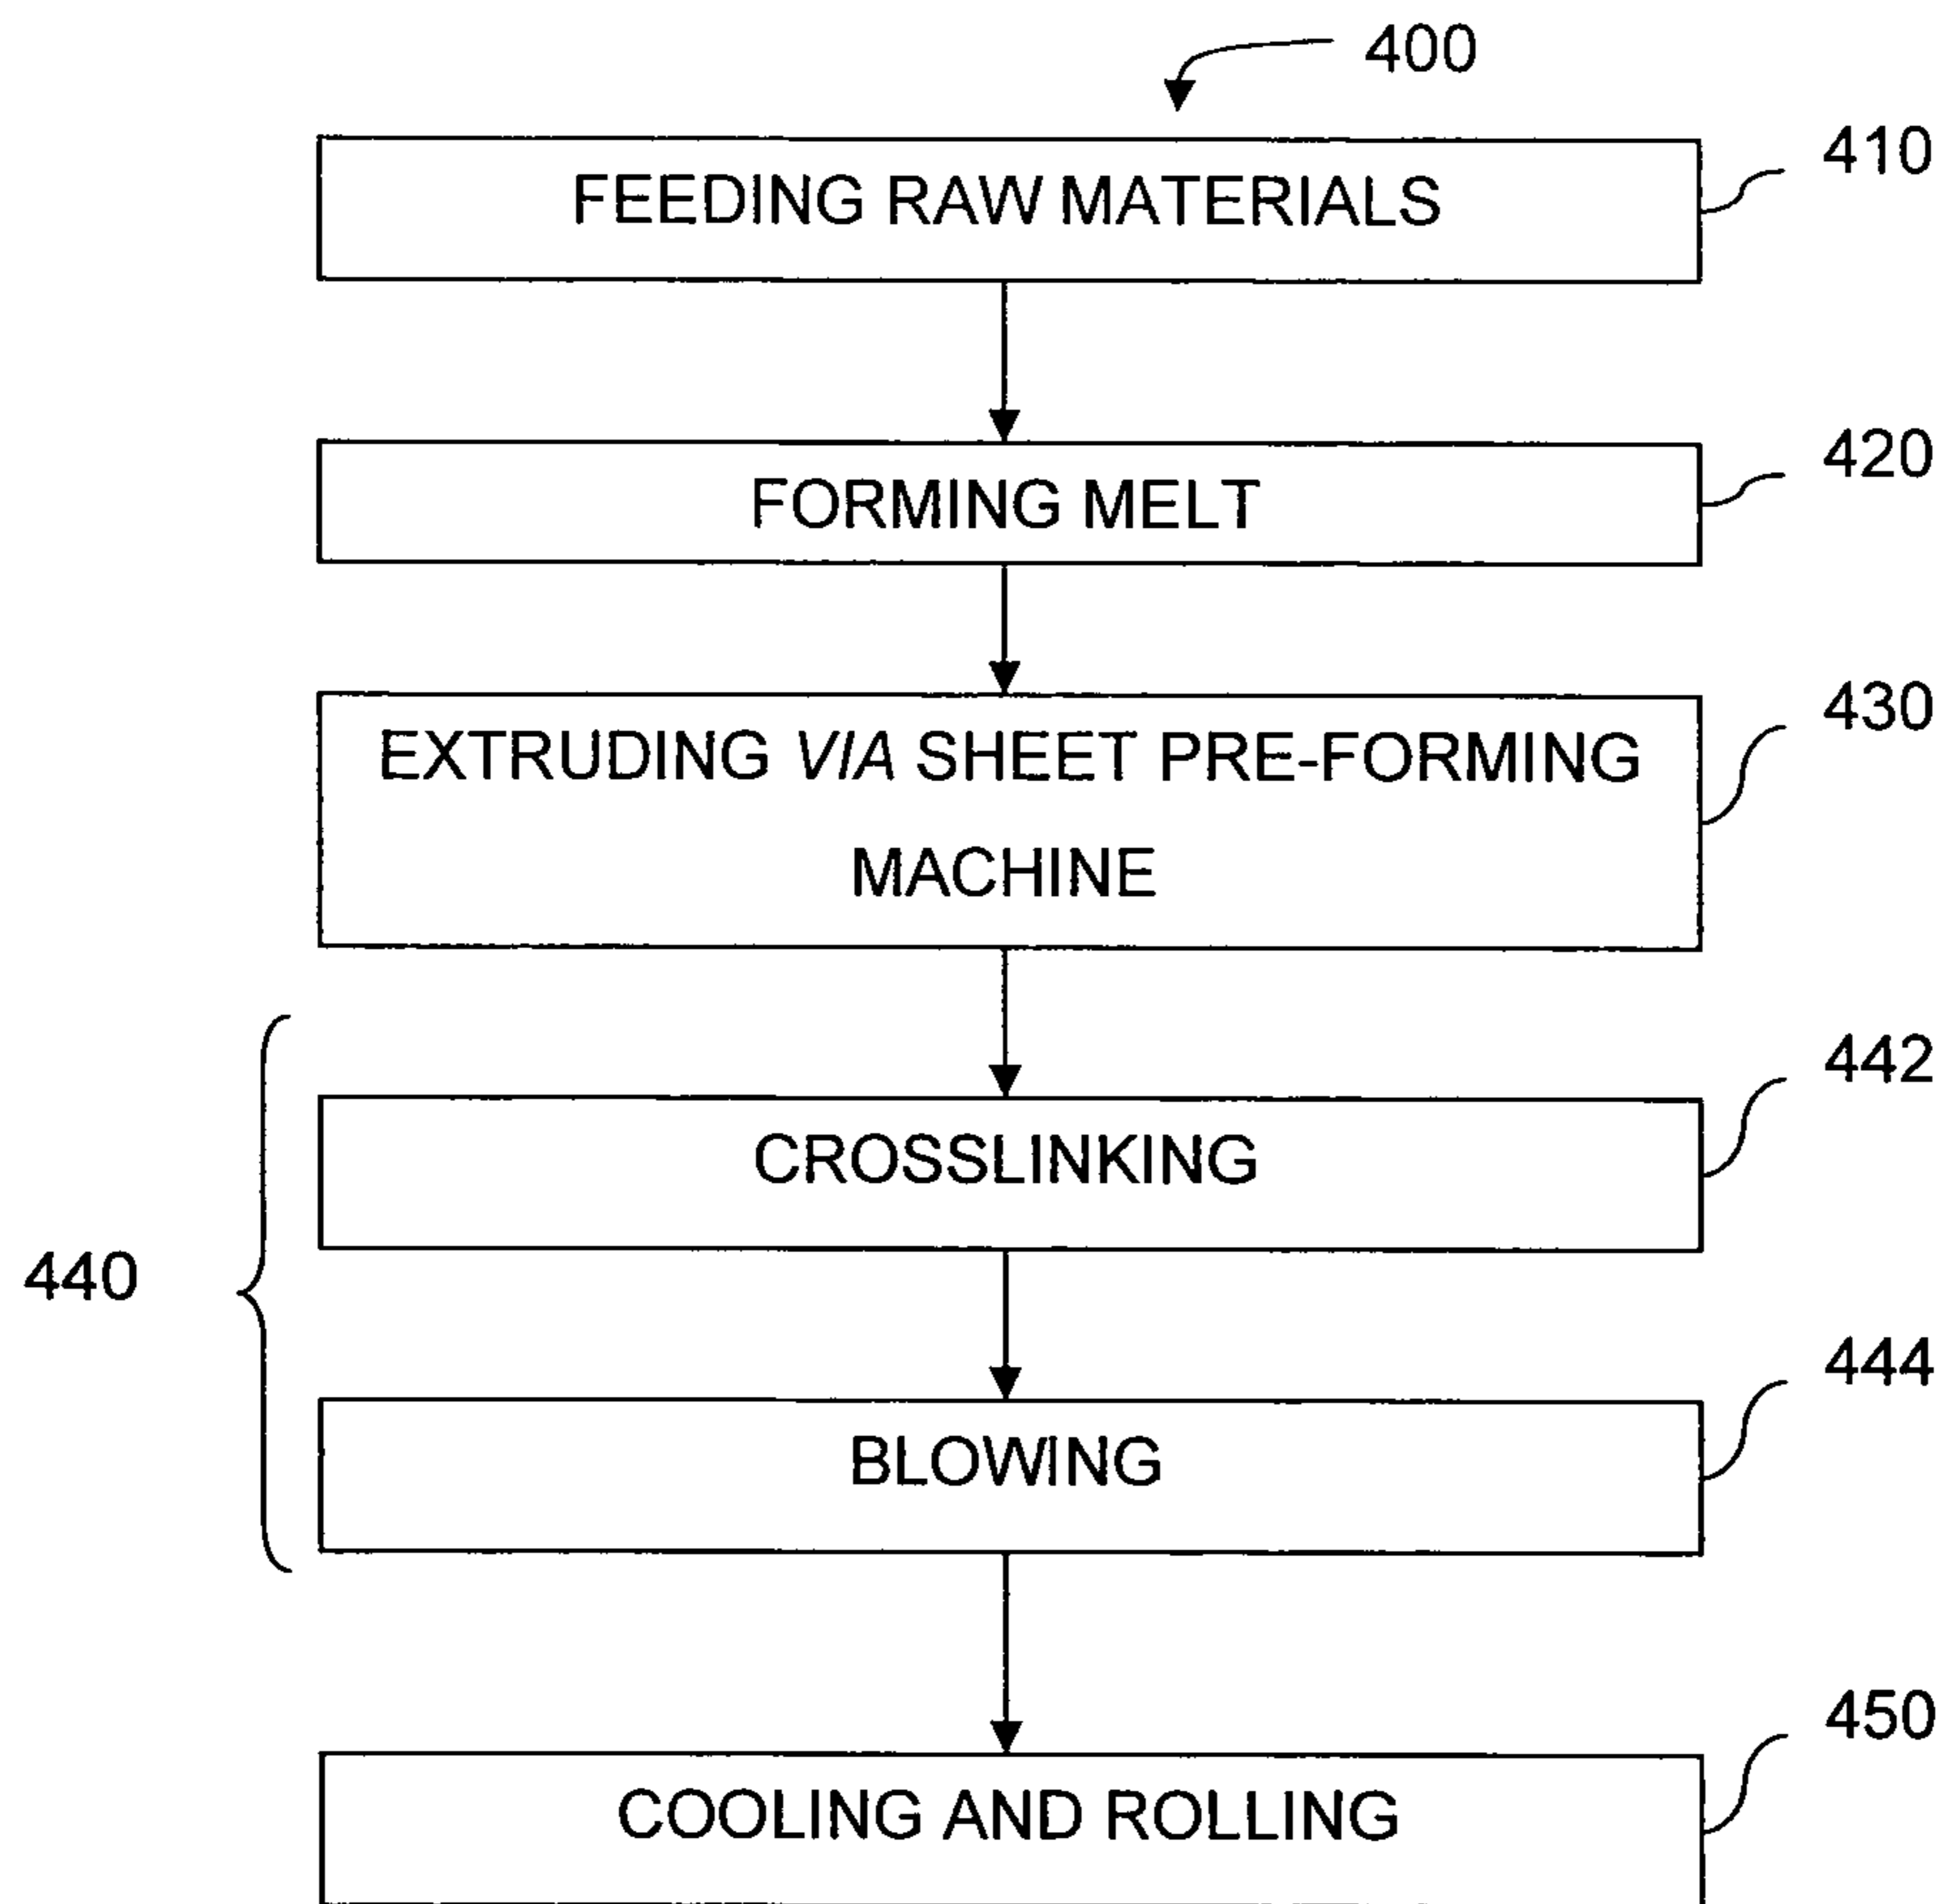 400
FEEDING RAW MATERIALS
410
FORMING MELT
420
EXTRUDING VIA SHEET PRE-FORMING
MACHINE
430
440
CROSSLINKING
442
BLOWING
444
COOLING AND ROLLING
450